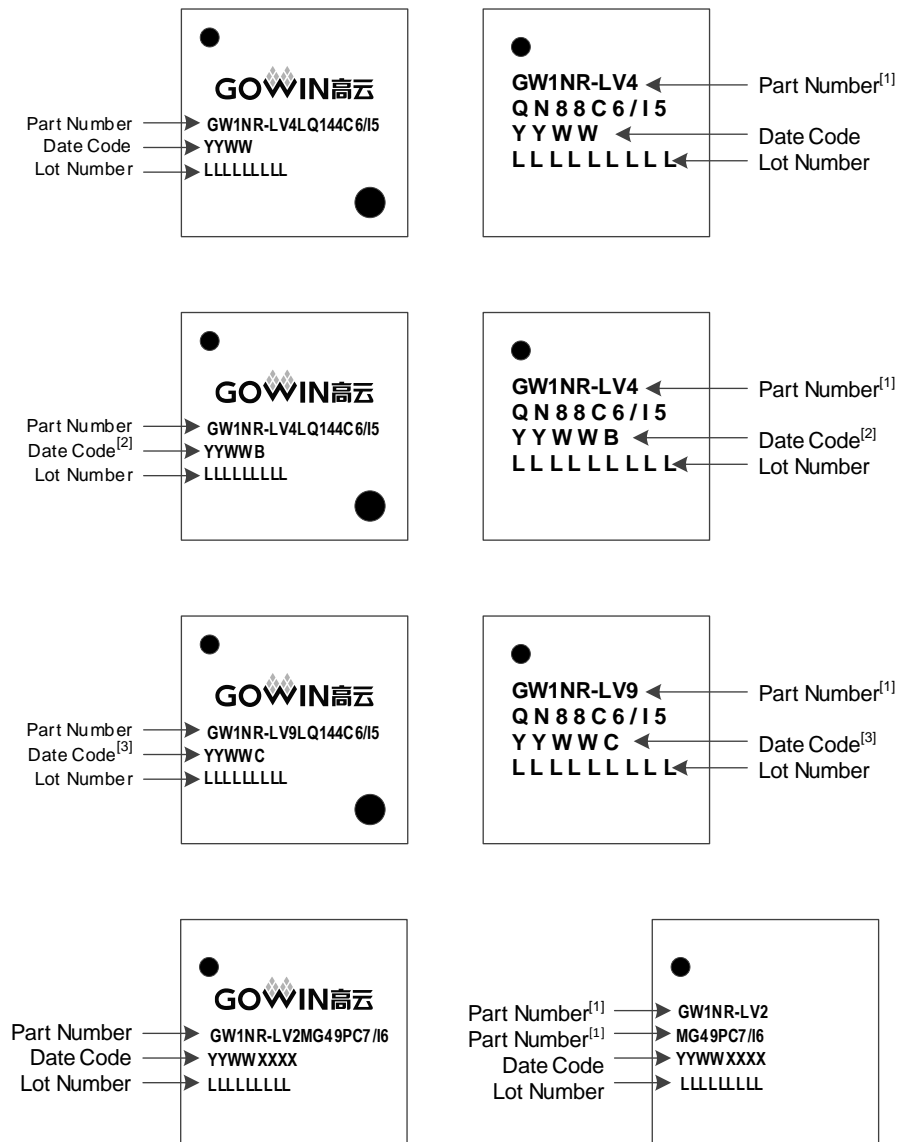 GOWIN高云
Part Number GW1NR-LV4LQ144C6/I5
Date Code YYWW
Lot Number LLLLLLLLL
GW1NR-LV4 Part Number[1]
QN88C6/I5
YYWW Date Code
LLLLLLLLL Lot Number
GOWIN高云
Part Number GW1NR-LV4LQ144C6/I5
Date Code[2] YYWWB
Lot Number LLLLLLLLL
GW1NR-LV4 Part Number[1]
QN88C6/I5
YYWWB Date Code[2]
LLLLLLLLL Lot Number
GOWIN高云
Part Number GW1NR-LV9LQ144C6/I5
Date Code[3] YYWWC
Lot Number LLLLLLLLL
GW1NR-LV9 Part Number[1]
QN88C6/I5
YYWWC Date Code[3]
LLLLLLLLL Lot Number
GOWIN高云
Part Number GW1NR-LV2MG49PC7/I6
Date Code YYWWXXXX
Lot Number LLLLLLLLL
Part Number[1] GW1NR-LV2
Part Number[1] MG49PC7/I6
Date Code YYWWXXXX
Lot Number LLLLLLLLL